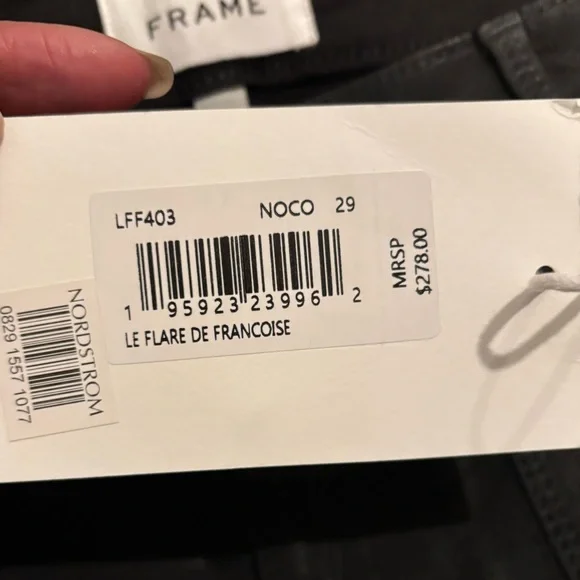 FRAME
LFF403 NOCO 29
1 95923 23996 2
LE FLARE DE FRANCOISE
MRSP
$278.00
NORDSTROM
0829 1557 1077